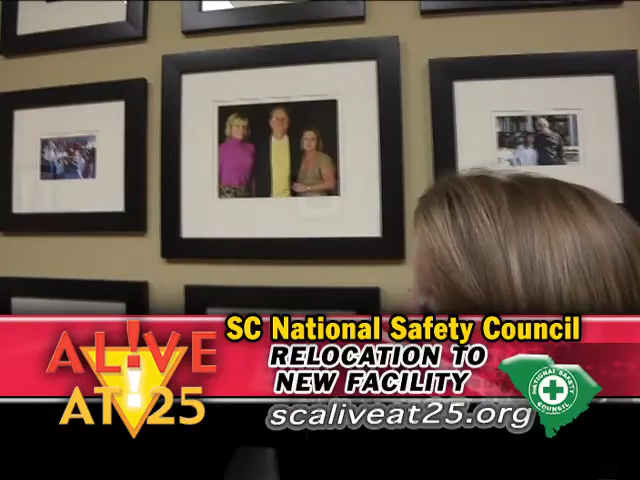 SC National Safety Council
ALIVE
AT 25
RELOCATION TO
NEW FACILITY
scaliveat25.org
NATIONAL SAFETY
COUNCIL